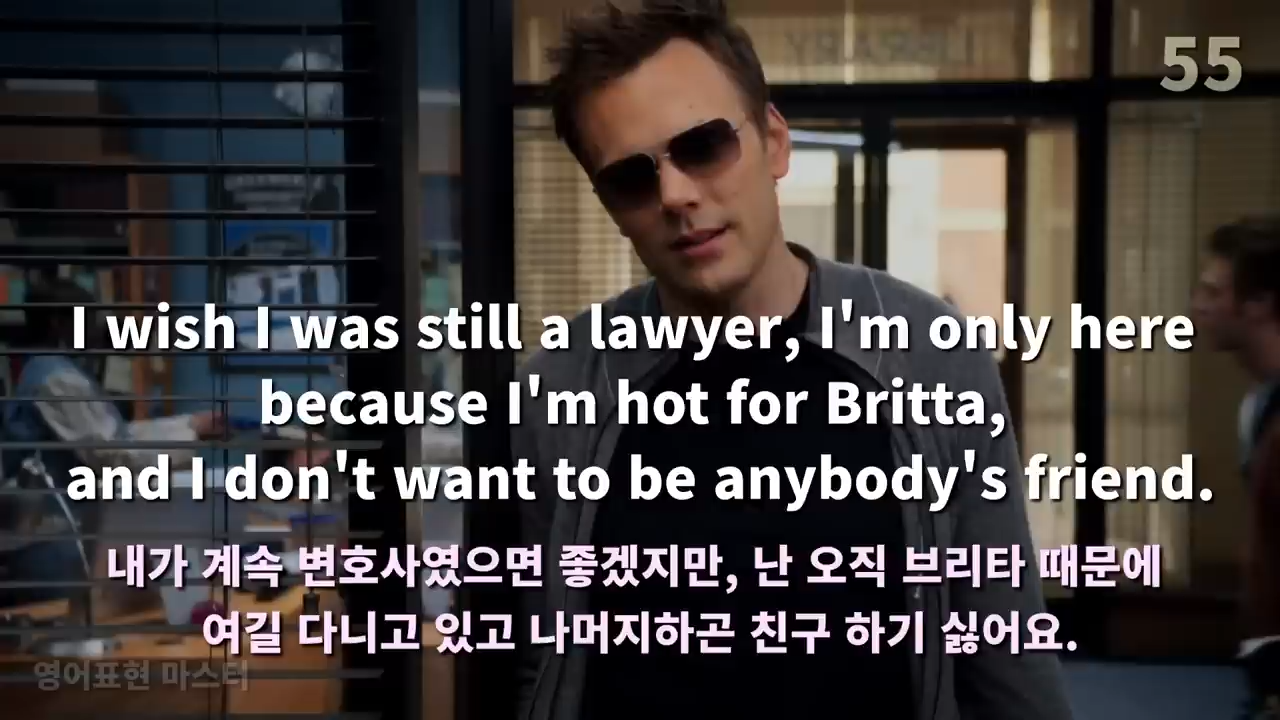 55
I wish I was still a lawyer, I'm only here
because I'm hot for Britta,
and I don't want to be anybody's friend.
내가 계속 변호사였으면 좋겠지만, 난 오직 브리타 때문에
여길 다니고 있고 나머지하곤 친구 하기 싫어요.
영어표현 마스터